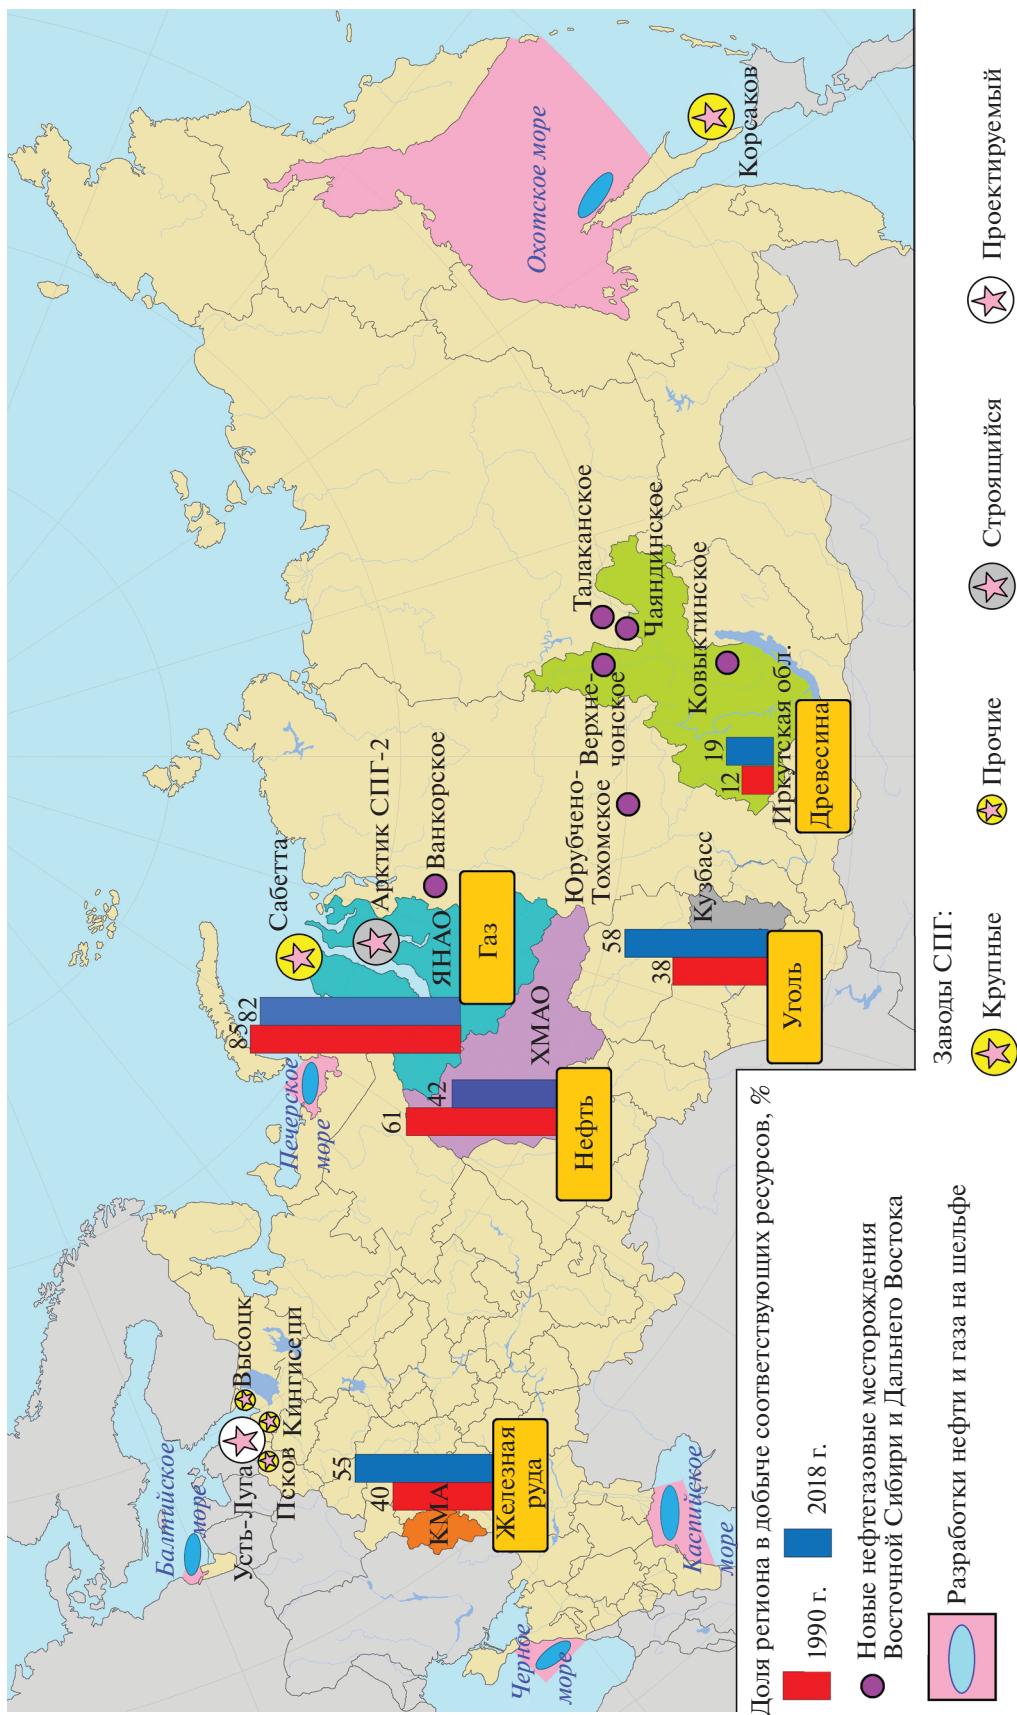 Балтийское
море
Усть-Луга
Псков
Кингисепп
Высоцк
Печерское
море
Сабетта
Арктик СПГ-2
Ванкорское
85
82
ЯНАО
Газ
61
42
ХМАО
Нефть
40
55
КМА
Железная
руда
Черное
море
Каспийское
море
Юрубчено-
Тохомское
Верхне-
чонское
Талаканское
Чаяндинское
Ковыктинское
38
58
Кузбасс
Уголь
12
19
Иркутская обл.
Древесина
Охотское море
Корсаков
Доля региона в добыче соответствующих ресурсов, %
1990 г.
2018 г.
Новые нефтегазовые месторождения
Восточной Сибири и Дальнего Востока
Разработки нефти и газа на шельфе
Заводы СПГ:
Крупные
Прочие
Строящийся
Проектируемый